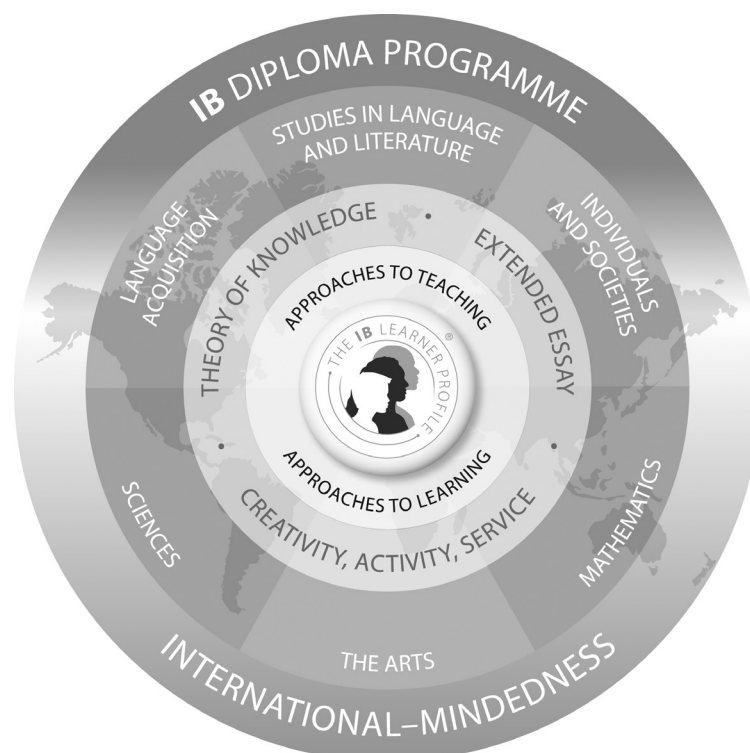 IB DIPLOMA PROGRAMME
STUDIES IN LANGUAGE
AND LITERATURE
LANGUAGE
ACQUISITION
INDIVIDUALS
AND SOCIETIES
THEORY OF KNOWLEDGE
•
EXTENDED ESSAY
APPROACHES TO TEACHING
THE IB LEARNER PROFILE
®
APPROACHES TO LEARNING
•
•
CREATIVITY, ACTIVITY, SERVICE
SCIENCES
MATHEMATICS
THE ARTS
INTERNATIONAL–MINDEDNESS